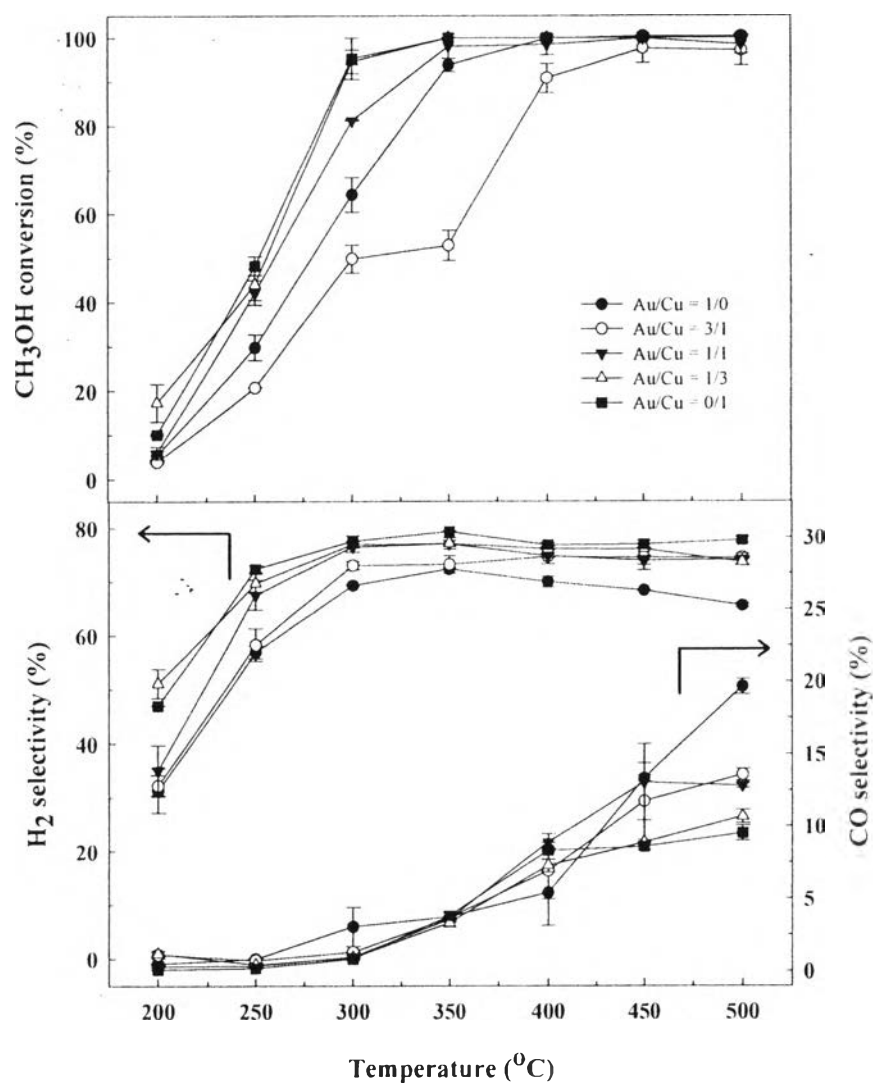 100
80
60
40
20
0
CH3OH conversion (%)
Au/Cu = 1/0
Au/Cu = 3/1
Au/Cu = 1/1
Au/Cu = 1/3
Au/Cu = 0/1
80
60
40
20
0
H2 selectivity (%)
30
25
20
15
10
5
0
CO selectivity (%)
200 250 300 350 400 450 500
Temperature (OC)